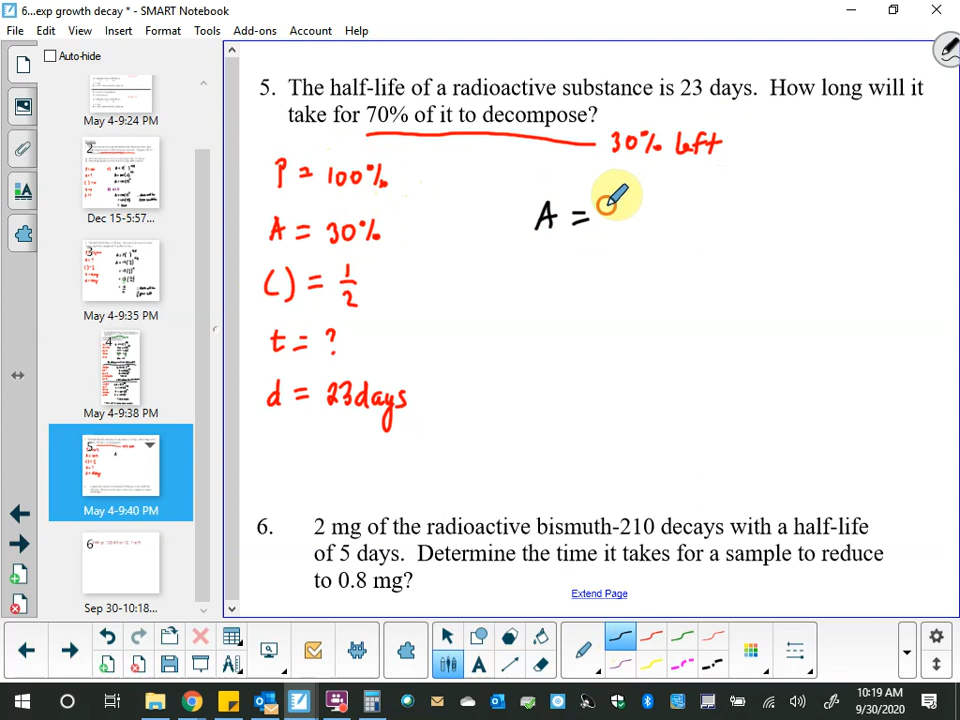 6...exp growth decay * - SMART Notebook
File Edit View Insert Format Tools Add-ons Account Help
Auto-hide
May 4-9:24 PM
2
Dec 15-5:57...
3
May 4-9:35 PM
4
May 4-9:38 PM
5
May 4-9:40 PM
6
Sep 30-10:18...
5. The half-life of a radioactive substance is 23 days. How long will it
take for 70% of it to decompose?
30% left
P = 100%
A =
A = 30%
( ) = 1/2
t = ?
d = 23days
6. 2 mg of the radioactive bismuth-210 decays with a half-life
of 5 days. Determine the time it takes for a sample to reduce
to 0.8 mg?
Extend Page
10:19 AM
9/30/2020